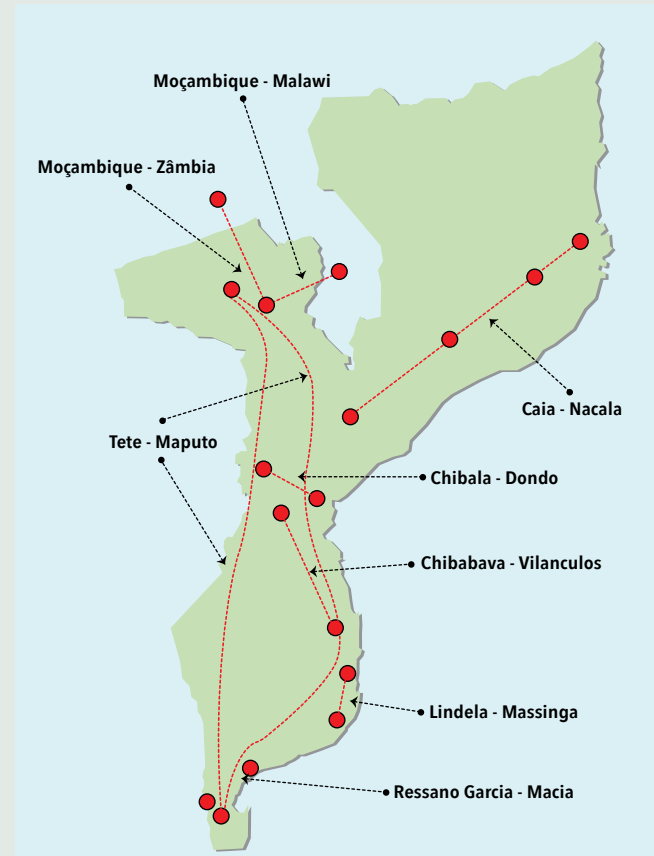 Moçambique - Malawi
Moçambique - Zâmbia
Caia - Nacala
Tete - Maputo
Chibala - Dondo
Chibabava - Vilanculos
Lindela - Massinga
Ressano Garcia - Macia